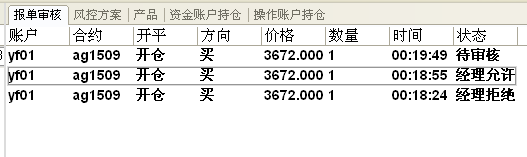 报单审核 风控方案 产品 资金账户持仓 操作账户持仓
账户 合约 开平 方向 价格 数量 时间 状态
yf01 ag1509 开仓 买 3672.000 1 00:19:49 待审核
yf01 ag1509 开仓 买 3672.000 1 00:18:55 经理允许
yf01 ag1509 开仓 买 3672.000 1 00:18:24 经理拒绝